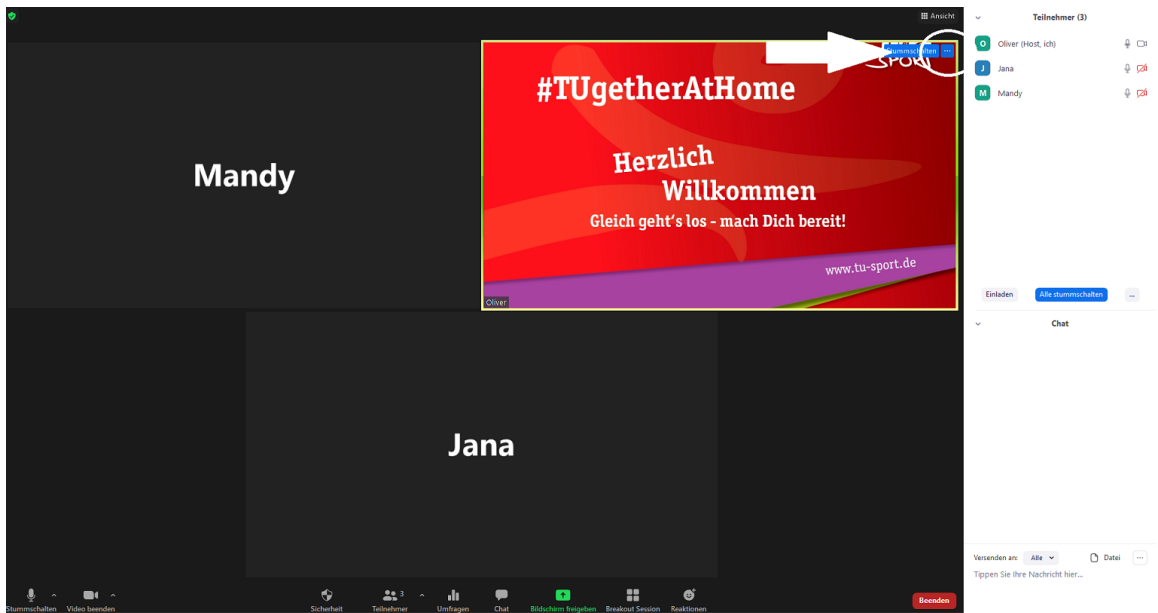 Ansicht
Mandy
Stummschalten
SPORT
#TUgetherAtHome
Herzlich
Willkommen
Gleich geht's los - mach Dich bereit!
www.tu-sport.de
Oliver
Jana
Stummschalten
Video beenden
Sicherheit
Teilnehmer
3
Umfragen
Chat
Bildschirm freigeben
Breakout Session
Reaktionen
Beenden
Teilnehmer (3)
O Oliver (Host, ich)
J Jana
M Mandy
Einladen Alle stummschalten ...
Chat
Versenden an: Alle Datei ...
Tippen Sie Ihre Nachricht hier...